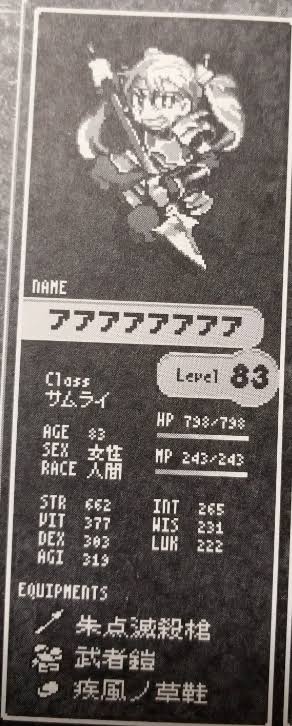 NAME
アアアアアアアア
Level 83
Class
サムライ
HP 798/798
AGE 83
SEX 女性
MP 243/243
RACE 人間
STR 662 INT 265
VIT 377 WIS 231
DEX 303 LUK 222
AGI 319
EQUIPMENTS
朱点滅殺槍
武者鎧
疾風ノ草鞋